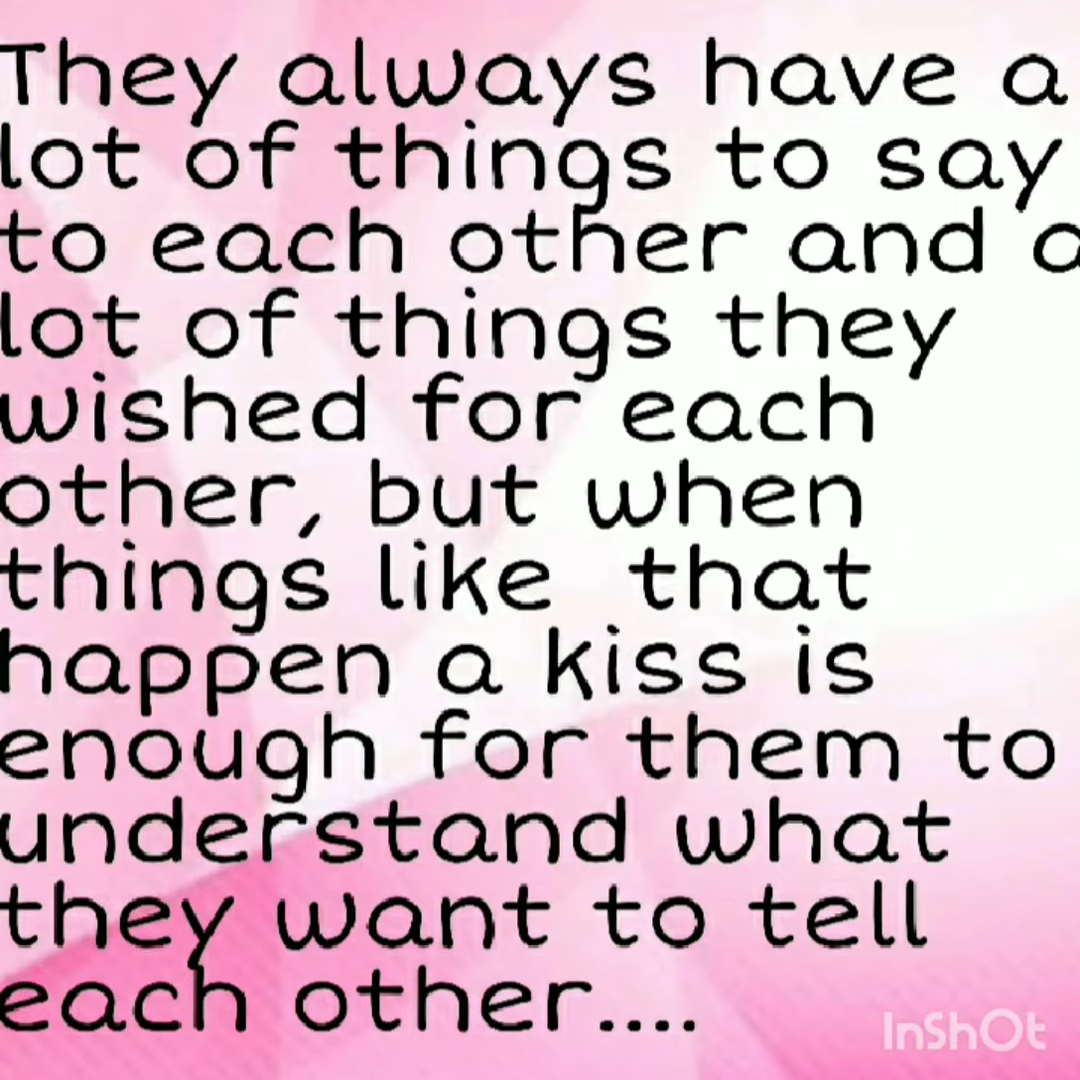 They always have a
lot of things to say
to each other and a
lot of things they
wished for each
other, but when
things like  that
happen a kiss is
enough for them to
understand what
they want to tell
each other....
InShOt